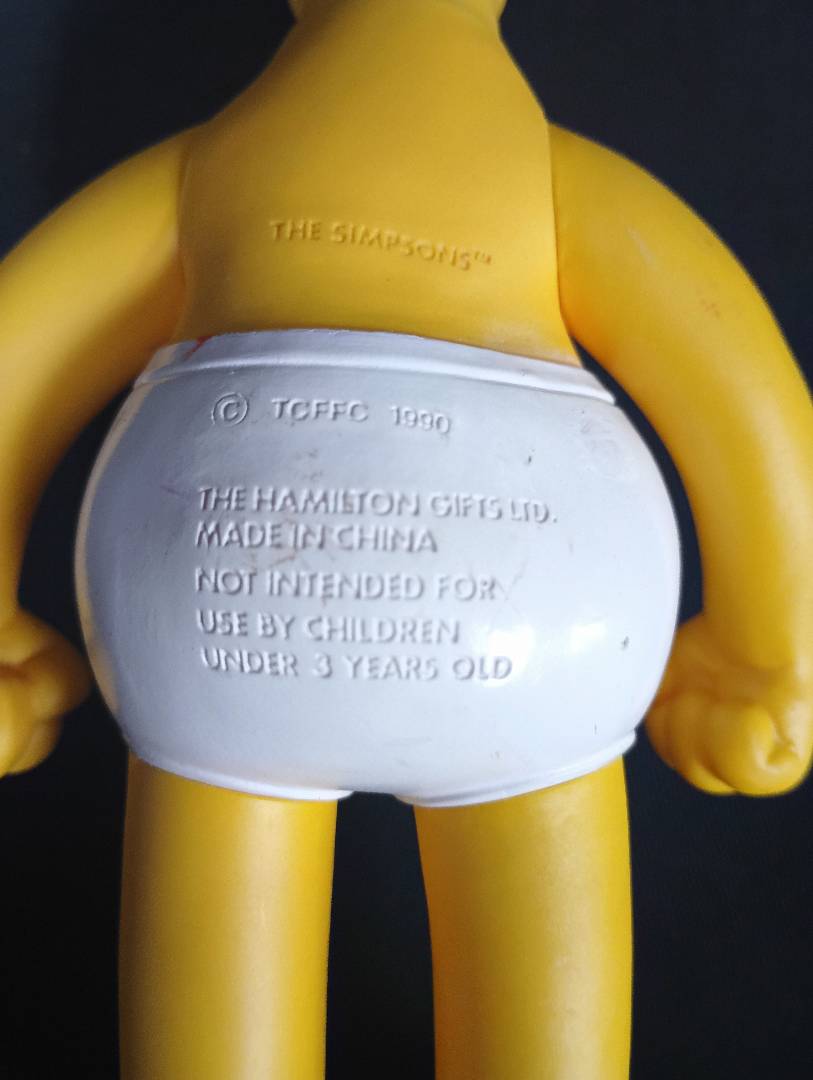 THE SIMPSONS™
© TCFFC 1990
THE HAMILTON GIFTS LTD.
MADE IN CHINA
NOT INTENDED FOR
USE BY CHILDREN
UNDER 3 YEARS OLD